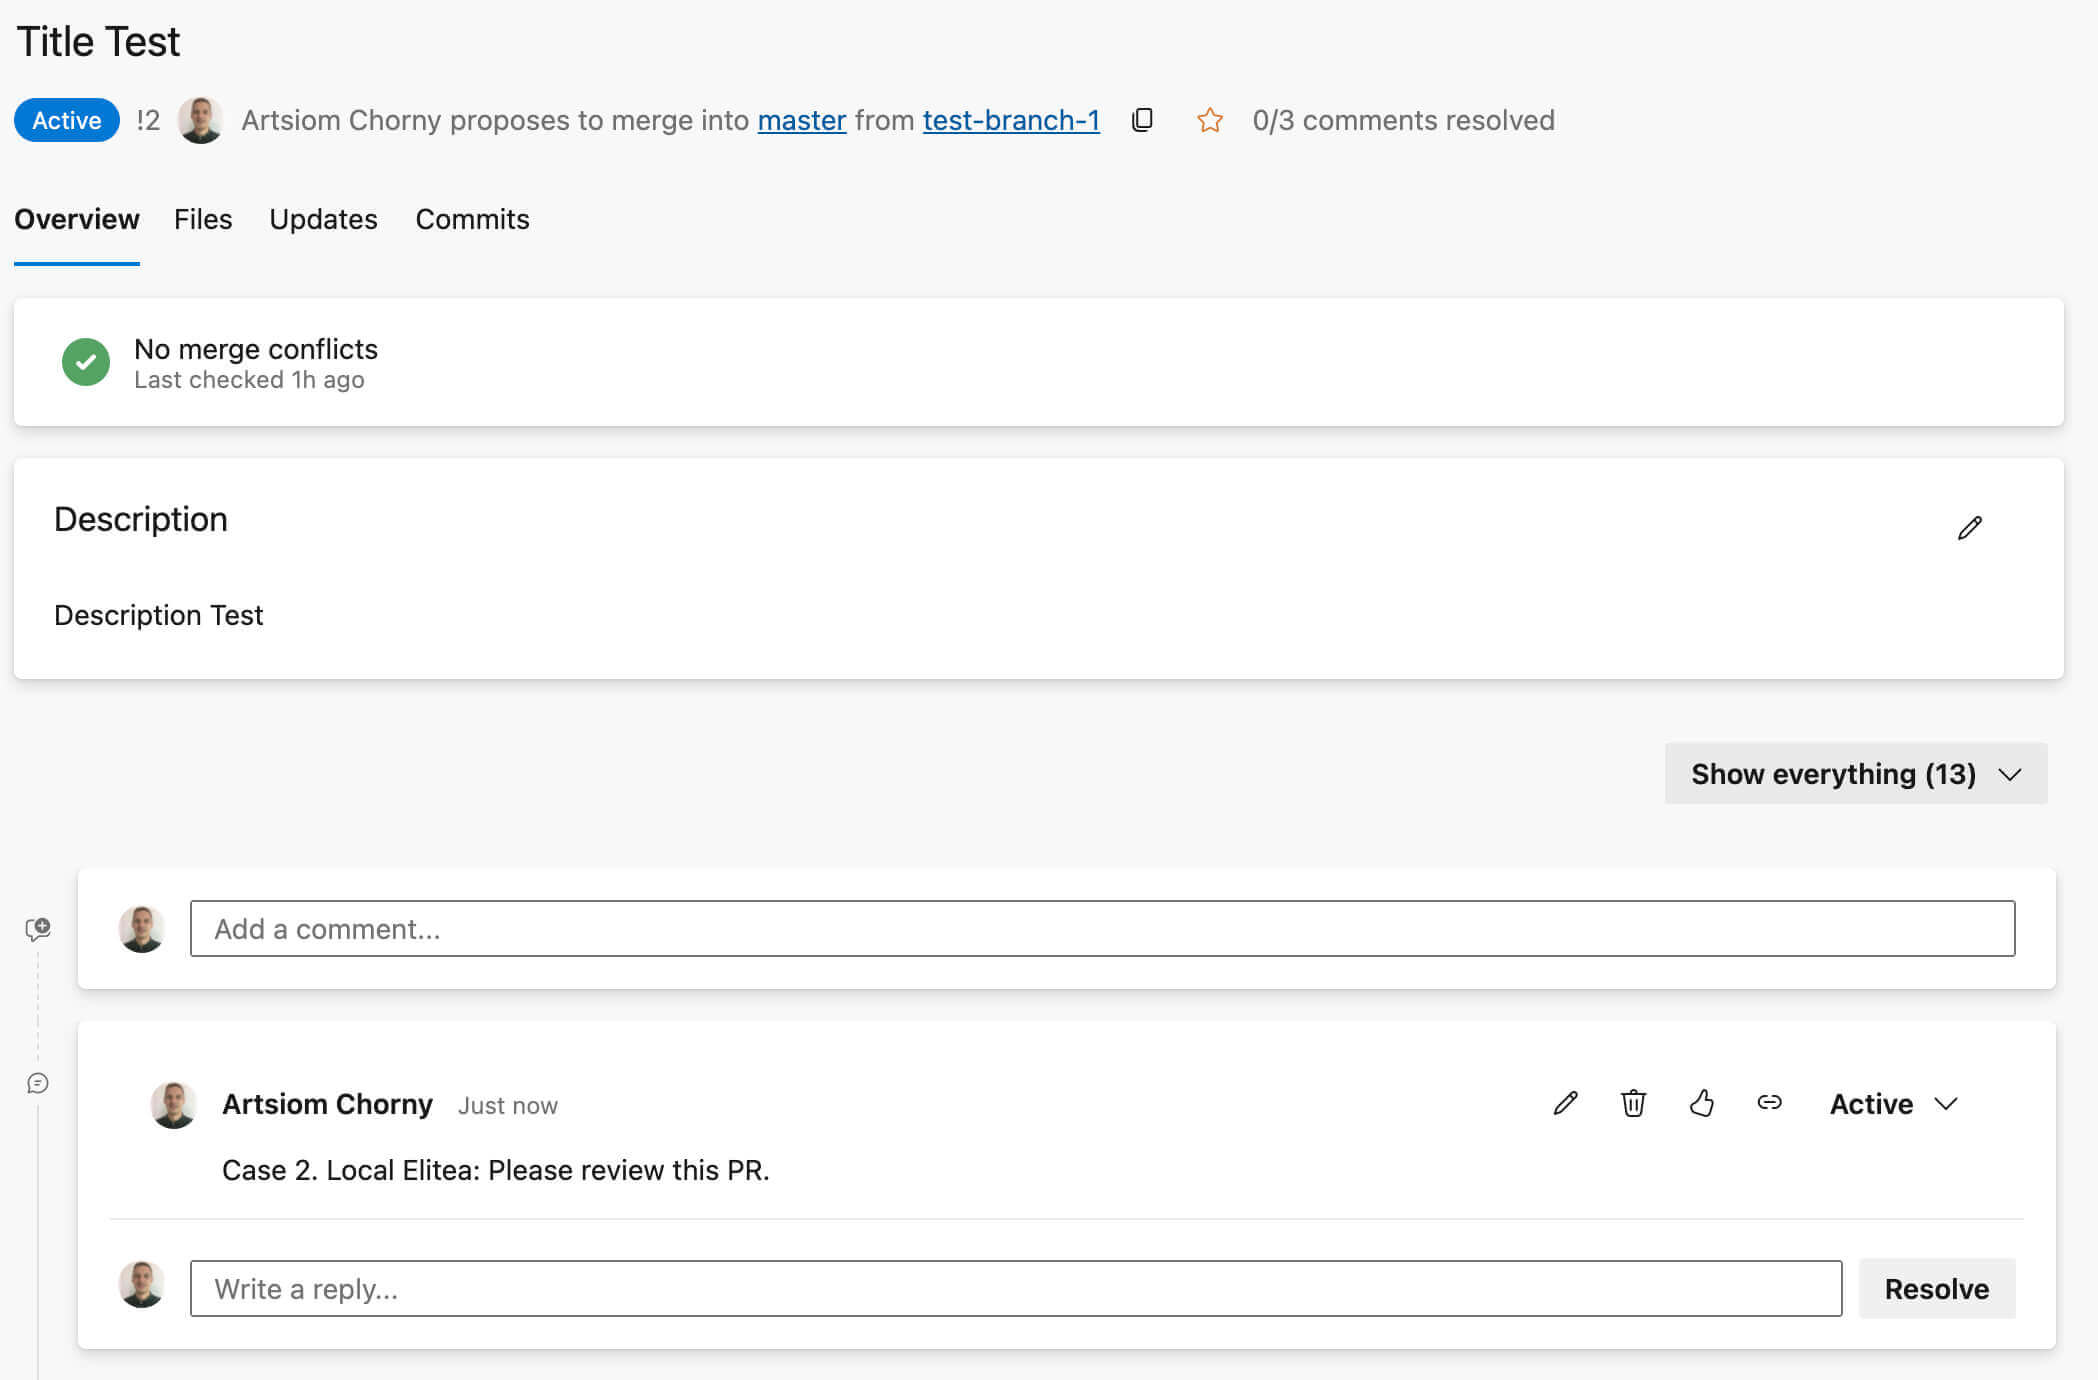 Title Test
Active !2 Artsiom Chorny proposes to merge into master from test-branch-1 0/3 comments resolved
Overview Files Updates Commits
No merge conflicts
Last checked 1h ago
Description
Description Test
Show everything (13)
Add a comment...
Artsiom Chorny Just now Active
Case 2. Local Elitea: Please review this PR.
Write a reply... Resolve